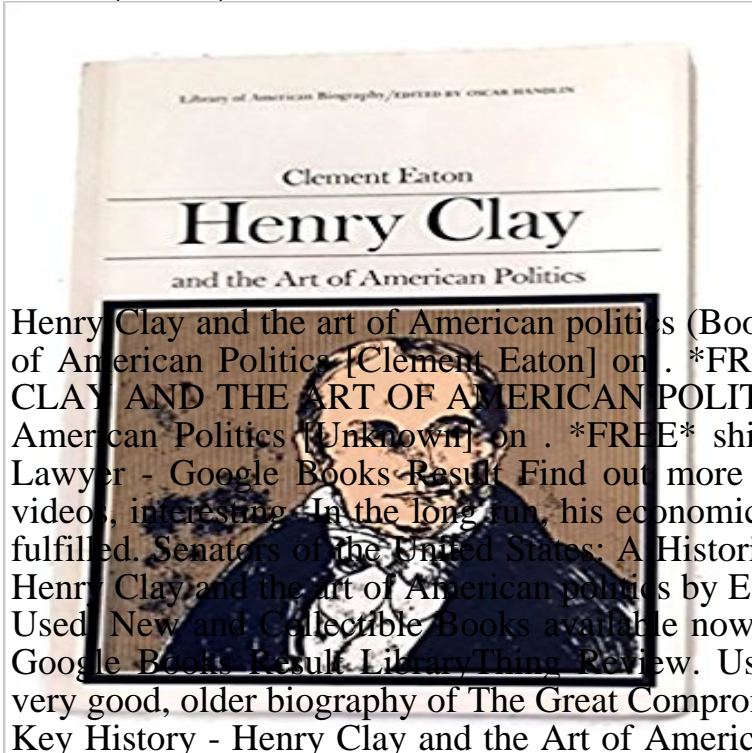 Library of American Biography/EDITED BY OSCAR HANDLIN
Clement Eaton
Henry Clay
and the Art of American Politics
Henry Clay and the art of American politics (Boo
of American Politics [Clement Eaton] on . *FR
CLAY AND THE ART OF AMERICAN POLIT
American Politics [Unknown] on . *FREE* shi
Lawyer - Google Books Result Find out more
videos, interesting In the long run, his economic
fulfilled. Senators of the United States: A Histori
Henry Clay and the art of American politics by E
Used, New and Collectible Books available now
Google Books Result LibraryThing Review. Us
very good, older biography of The Great Compro
Key History - Henry Clay and the Art of Americ